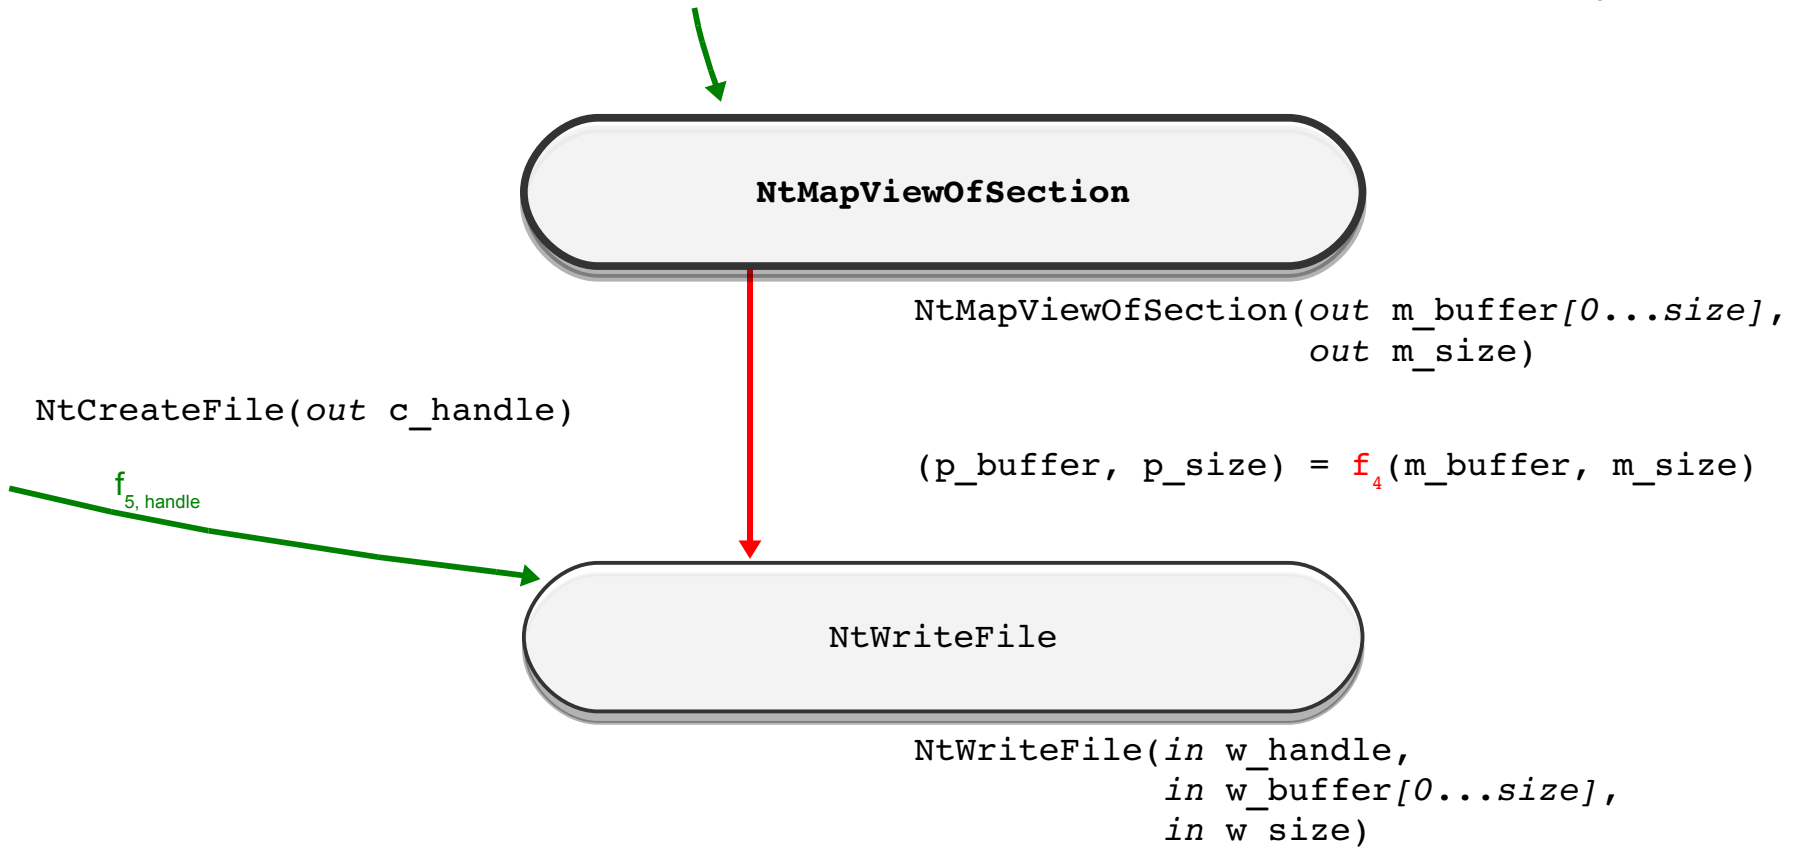 NtMapViewOfSection
NtMapViewOfSection(out m_buffer[0...size],
out m_size)
NtCreateFile(out c_handle)
(p_buffer, p_size) = f4(m_buffer, m_size)
f5, handle
NtWriteFile
NtWriteFile(in w_handle,
in w_buffer[0...size],
in w size)